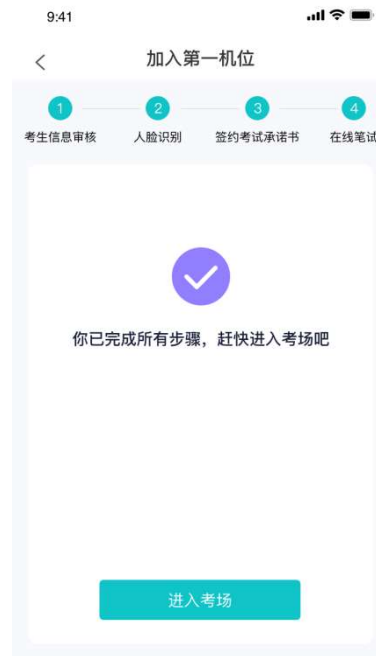 9:41
加入第一机位
1 2 3 4
考生信息审核 人脸识别 签约考试承诺书 在线笔试
你已完成所有步骤，赶快进入考场吧
进入考场